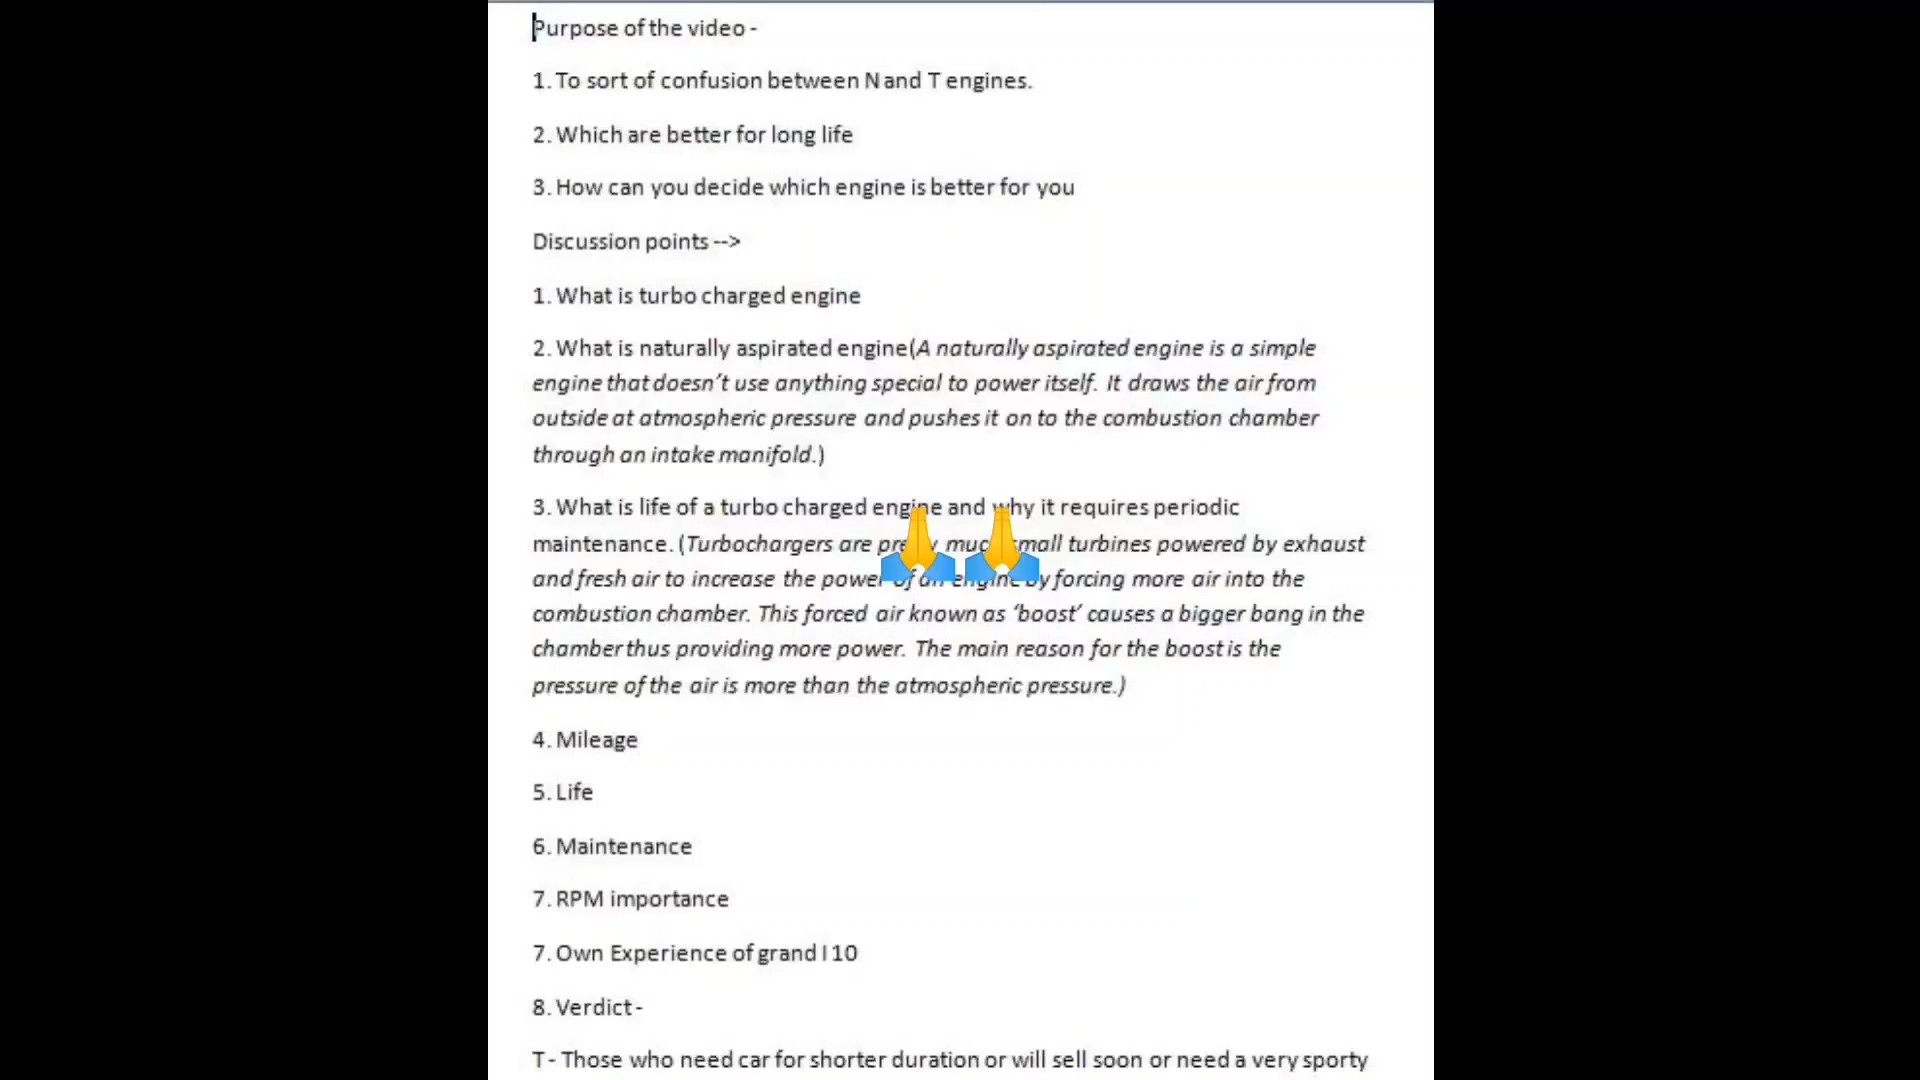 Purpose of the video -
1. To sort of confusion between N and T engines.
2. Which are better for long life
3. How can you decide which engine is better for you
Discussion points -->
1. What is turbo charged engine
2. What is naturally aspirated engine(A naturally aspirated engine is a simple
engine that doesn’t use anything special to power itself. It draws the air from
outside at atmospheric pressure and pushes it on to the combustion chamber
through an intake manifold.)
3. What is life of a turbo charged engine and why it requires periodic
maintenance. (Turbochargers are pretty much small turbines powered by exhaust
and fresh air to increase the power of an engine by forcing more air into the
combustion chamber. This forced air known as ‘boost’ causes a bigger bang in the
chamber thus providing more power. The main reason for the boost is the
pressure of the air is more than the atmospheric pressure.)
4. Mileage
5. Life
6. Maintenance
7. RPM importance
7. Own Experience of grand I 10
8. Verdict -
T - Those who need car for shorter duration or will sell soon or need a very sporty